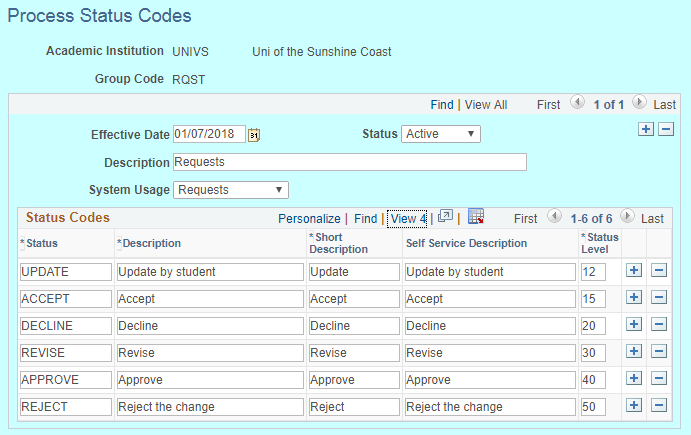 Process Status Codes
Academic Institution UNIVS Uni of the Sunshine Coast
Group Code RQST
Find | View All First 1 of 1 Last
Effective Date 01/07/2018 31 Status Active
Description Requests
System Usage Requests
Status Codes Personalize | Find | View 4 | | First 1-6 of 6 Last
*Status *Description *Short Description Self Service Description *Status Level
UPDATE Update by student Update Update by student 12
ACCEPT Accept Accept Accept 15
DECLINE Decline Decline Decline 20
REVISE Revise Revise Revise 30
APPROVE Approve Approve Approve 40
REJECT Reject the change Reject Reject the change 50